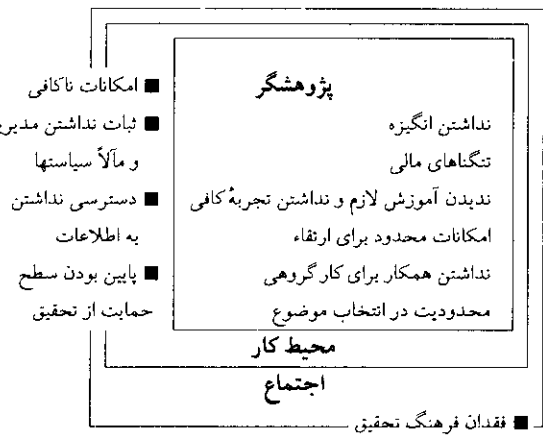 پژوهشگر
نداشتن انگیزه
تنگناهای مالی
ندیدن آموزش لازم و نداشتن تجربهٔ کافی
امکانات محدود برای ارتقاء
نداشتن همکار برای کار گروهی
محدودیت در انتخاب موضوع
محیط کار
اجتماع
■ امکانات ناکافی
■ ثبات نداشتن مدیر
و مآلاً سیاستها
■ دسترسی نداشتن
به اطلاعات
■ پایین بودن سطح
حمایت از تحقیق
■ فقدان فرهنگ تحقیق